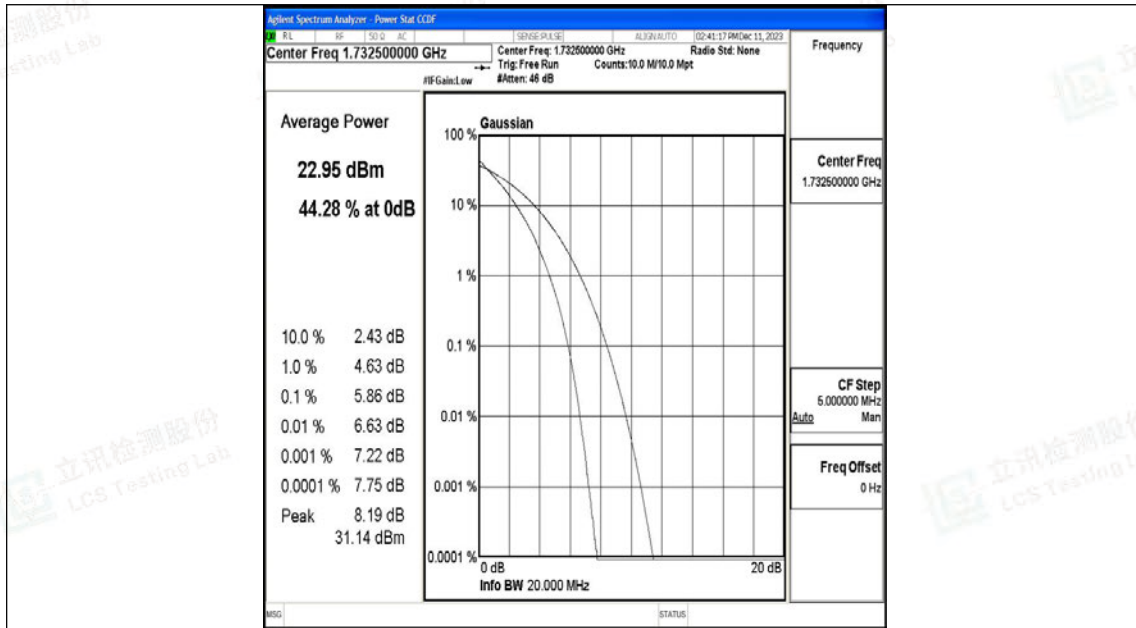 Agilent Spectrum Analyzer - Power Stat CCDF
RL RF 50 Ω AC SENSE:PULSE ALIGNAUTO 02:41:17 PM Dec 11, 2023
Center Freq 1.732500000 GHz
Center Freq: 1.732500000 GHz Radio Std: None
Trig: Free Run Counts:10.0 M/10.0 Mpt
#IFGain:Low #Atten: 46 dB
Frequency
Average Power
22.95 dBm
44.28 % at 0dB
10.0 % 2.43 dB
1.0 % 4.63 dB
0.1 % 5.86 dB
0.01 % 6.63 dB
0.001 % 7.22 dB
0.0001 % 7.75 dB
Peak 8.19 dB
31.14 dBm
Gaussian
100 %
10 %
1 %
0.1 %
0.01 %
0.001 %
0.0001 %
0 dB 20 dB
Info BW 20.000 MHz
Center Freq
1.732500000 GHz
CF Step
5.000000 MHz
Auto Man
Freq Offset
0 Hz
MSG STATUS
立讯检测股份
LCS Testing Lab
立讯检测股份
LCS Testing Lab